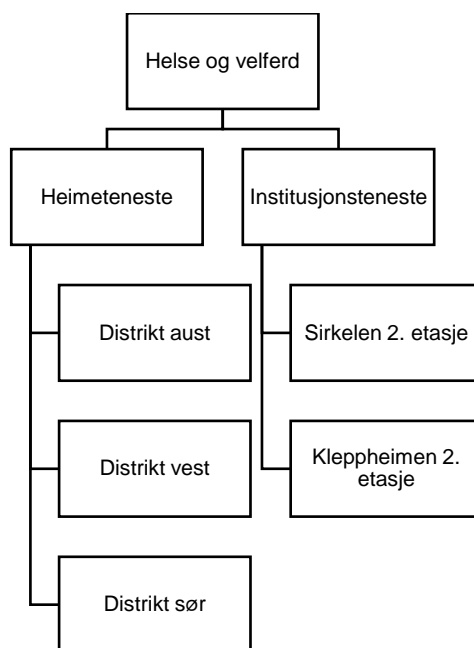 Helse og velferd
Heimeteneste
Institusjonsteneste
Distrikt aust
Sirkelen 2. etasje
Distrikt vest
Kleppheimen 2.
etasje
Distrikt sør